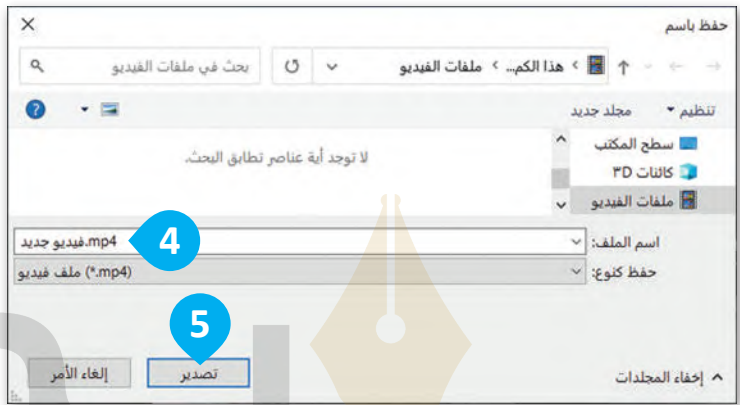 حفظ باسم
هذا الكم... › ملفات الفيديو
بحث في ملفات الفيديو
تنظيم
مجلد جديد
سطح المكتب
كائنات ٣D
ملفات الفيديو
لا توجد أية عناصر تطابق البحث.
اسم الملف: فيديو جديد.mp4
4
حفظ كنوع: ملف فيديو (*.mp4)
5
إخفاء المجلدات
تصدير
إلغاء الأمر